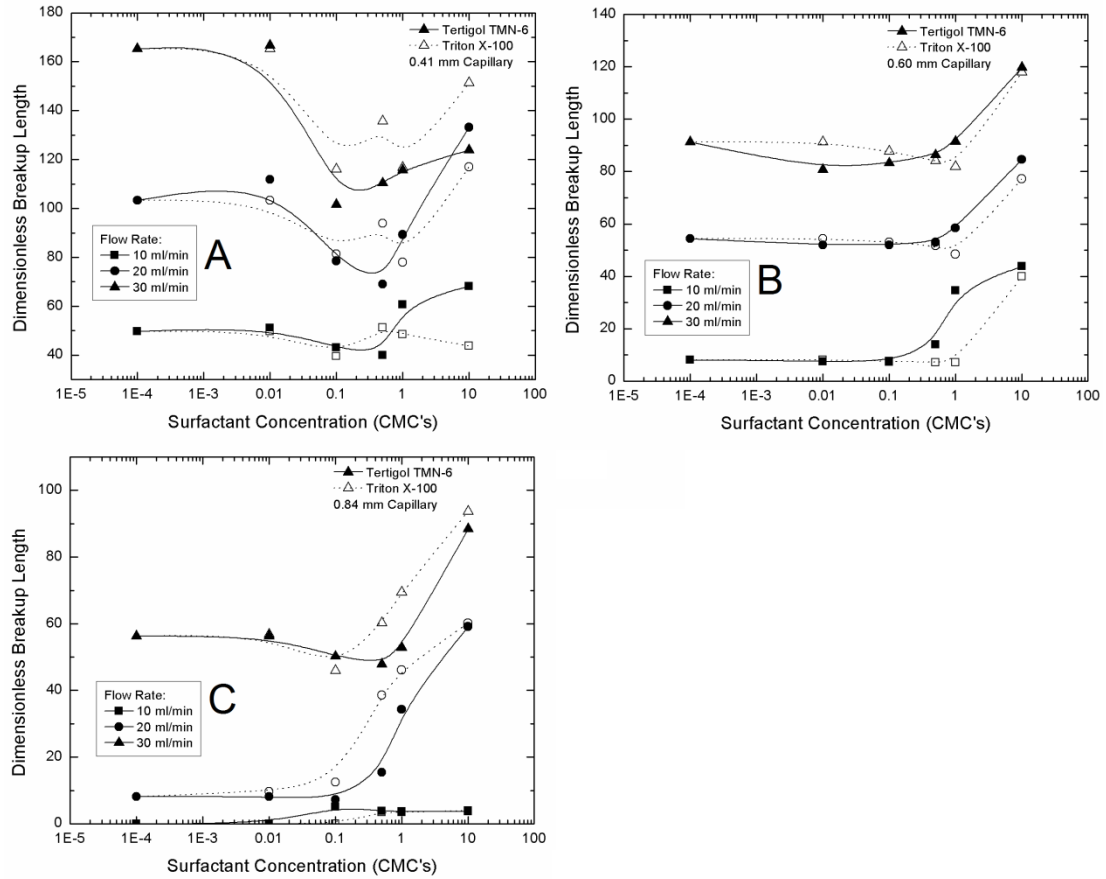 Tertigol TMN-6
Triton X-100
0.41 mm Capillary
Dimensionless Breakup Length
180
160
140
120
100
80
60
40
Flow Rate:
10 ml/min
20 ml/min
30 ml/min
A
1E-5 1E-4 1E-3 0.01 0.1 1 10 100
Surfactant Concentration (CMC's)
Tertigol TMN-6
Triton X-100
0.60 mm Capillary
Dimensionless Breakup Length
140
120
100
80
60
40
20
0
Flow Rate:
10 ml/min
20 ml/min
30 ml/min
B
1E-5 1E-4 1E-3 0.01 0.1 1 10 100
Surfactant Concentration (CMC's)
Tertigol TMN-6
Triton X-100
0.84 mm Capillary
Dimensionless Breakup Length
100
80
60
40
20
0
Flow Rate:
10 ml/min
20 ml/min
30 ml/min
C
1E-5 1E-4 1E-3 0.01 0.1 1 10 100
Surfactant Concentration (CMC's)